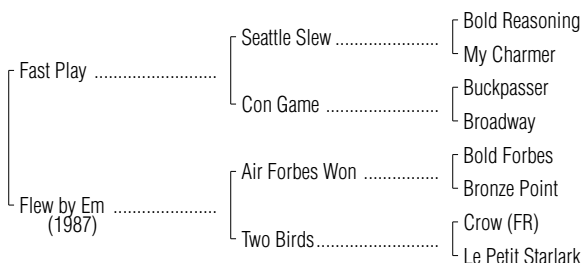 Fast Play
Flew by Em
(1987)
Seattle Slew
Con Game
Air Forbes Won
Two Birds
Bold Reasoning
My Charmer
Buckpasser
Broadway
Bold Forbes
Bronze Point
Crow (FR)
Le Petit Starlark